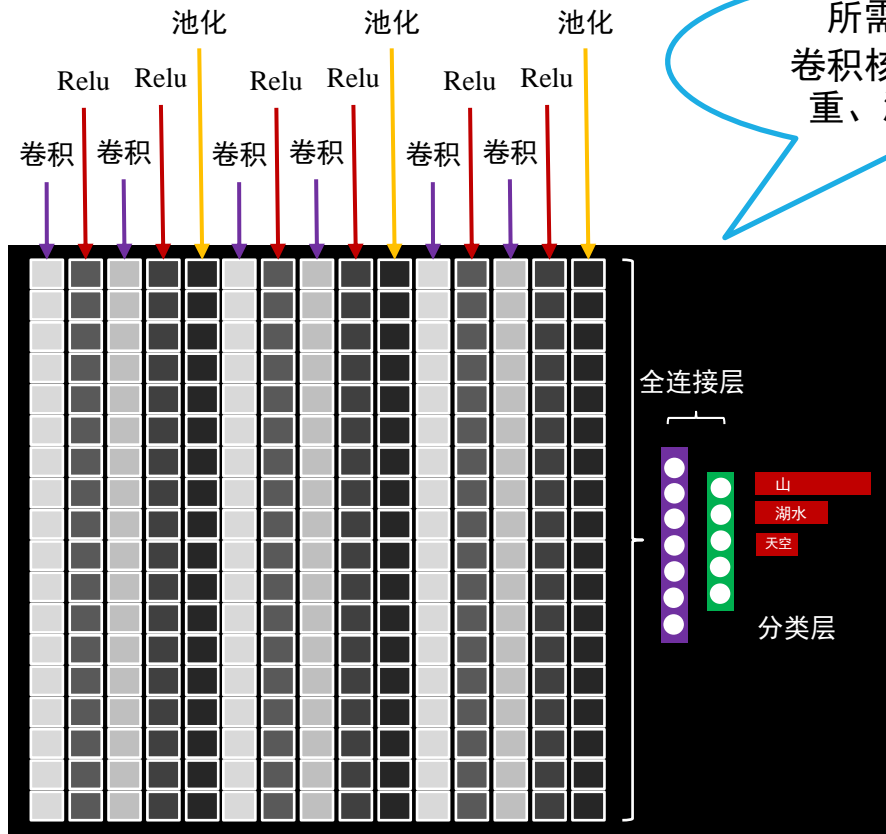 池化 池化 池化
Relu Relu Relu Relu Relu Relu
卷积 卷积 卷积 卷积 卷积 卷积
所需
卷积核
重、
全连接层
山
湖水
天空
分类层